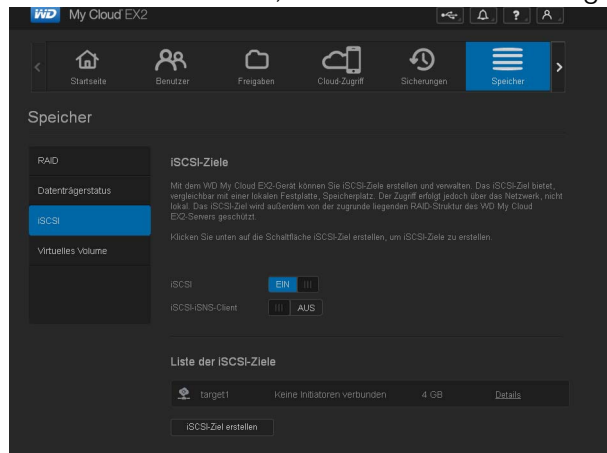 WD My Cloud EX2
?
Startseite
Benutzer
Freigaben
Cloud-Zugriff
Sicherungen
Speicher
Speicher
RAID
Datenträgerstatus
iSCSI
Virtuelles Volume
iSCSI-Ziele
Mit dem WD My Cloud EX2-Gerät können Sie iSCSI-Ziele erstellen und verwalten. Das iSCSI-Ziel bietet,
vergleichbar mit einer lokalen Festplatte, Speicherplatz. Der Zugriff erfolgt jedoch über das Netzwerk, nicht
lokal. Das iSCSI-Ziel wird außerdem von der zugrunde liegenden RAID-Struktur des WD My Cloud
EX2-Servers geschützt.
Klicken Sie unten auf die Schaltfläche iSCSI-Ziel erstellen, um iSCSI-Ziele zu erstellen.
iSCSI EIN
iSCSI-iSNS-Client AUS
Liste der iSCSI-Ziele
target1 Keine Initiatoren verbunden 4 GB Details
iSCSI-Ziel erstellen